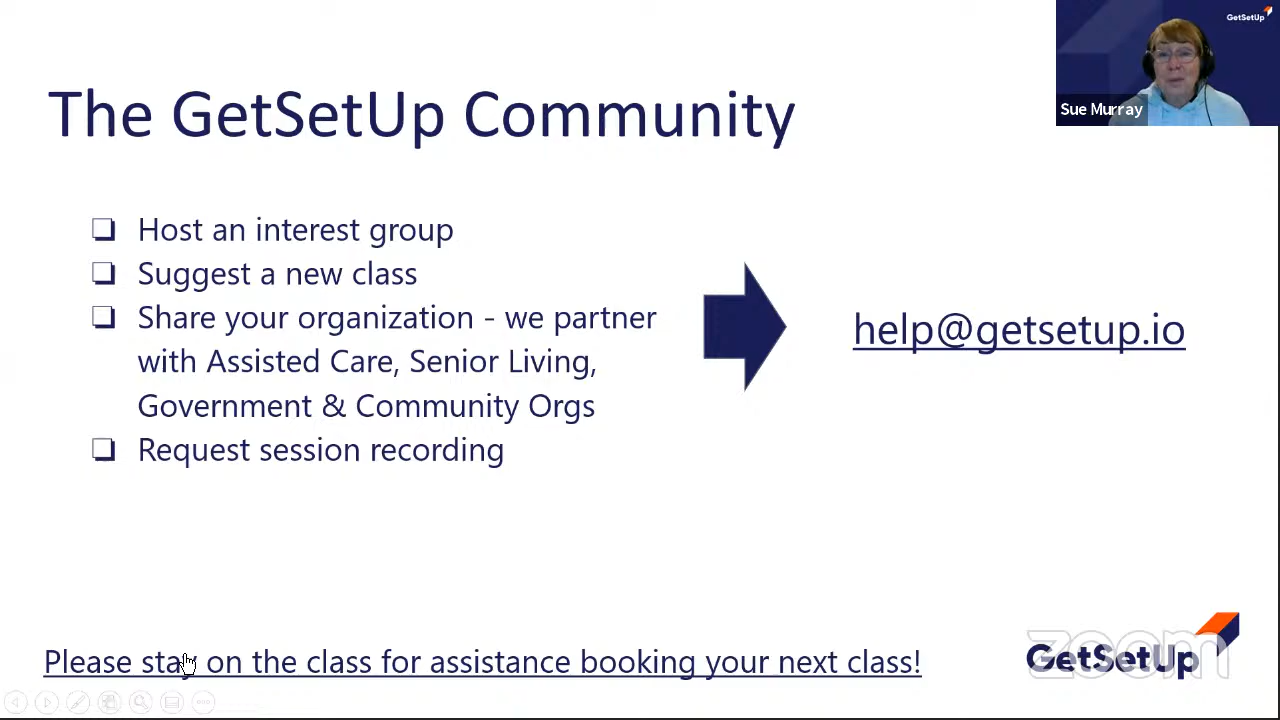 GetSetUp
Sue Murray
The GetSetUp Community
❏ Host an interest group
❏ Suggest a new class
❏ Share your organization - we partner
with Assisted Care, Senior Living,
Government & Community Orgs
❏ Request session recording
help@getsetup.io
Please stay on the class for assistance booking your next class!
zoom
GetSetUp